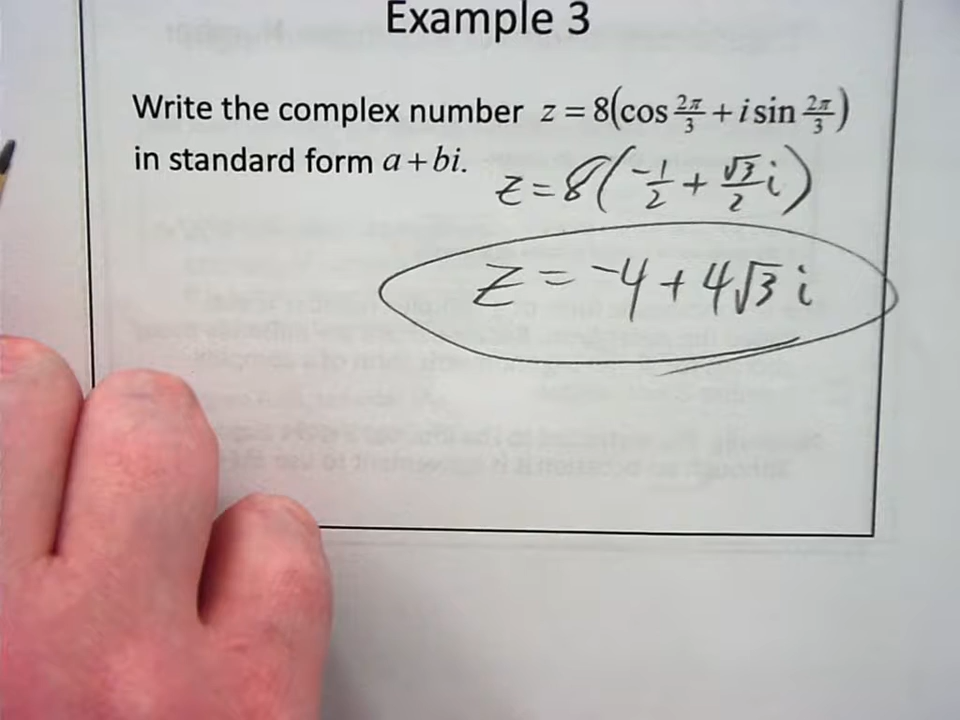 Example 3
Write the complex number z = 8(cos 2π/3 + i sin 2π/3)
in standard form a + bi.
z = 8(-1/2 + √3/2 i)
z = -4 + 4√3 i